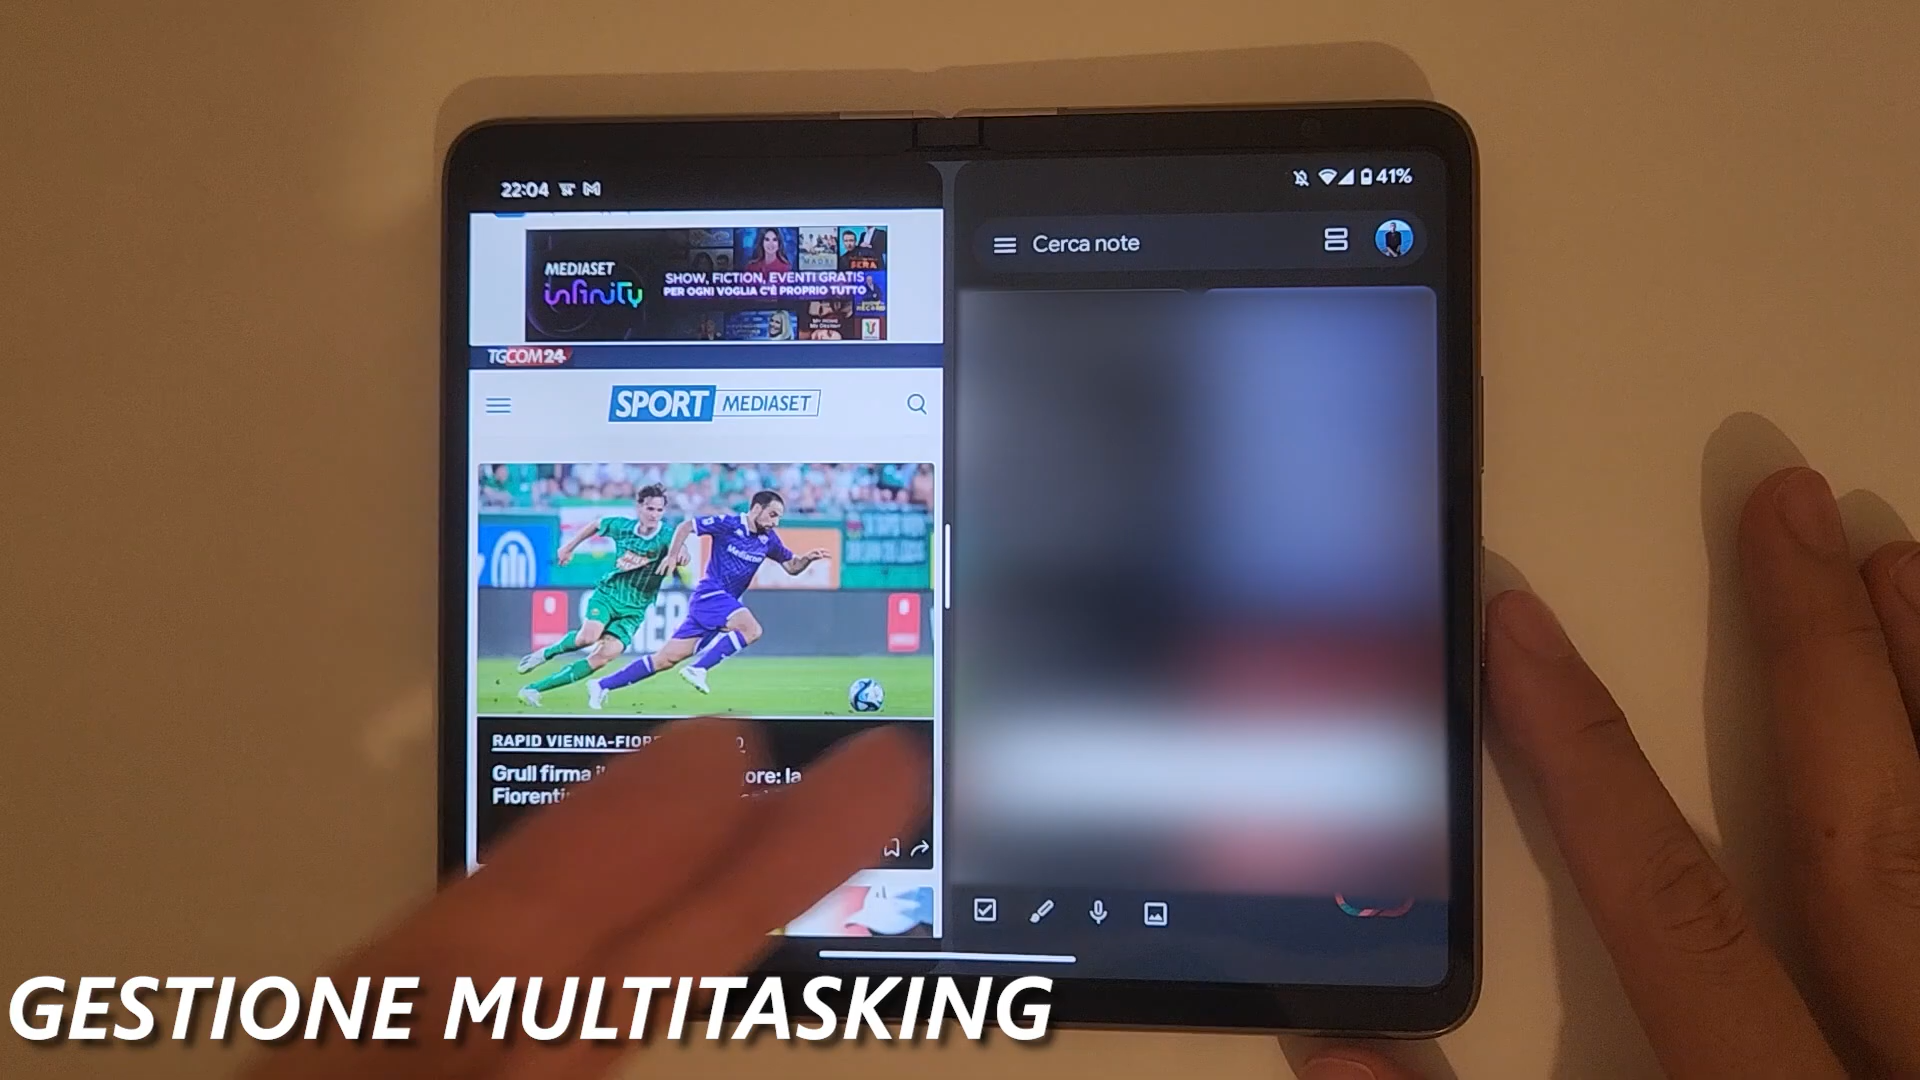 22:04
41%
MEDIASET
infinity
SHOW, FICTION, EVENTI GRATIS
PER OGNI VOGLIA C'È PROPRIO TUTTO
Cerca note
TGCOM24
SPORT MEDIASET
RAPID VIENNA-FIOR
Grull firma ore: la
Fiorenti
GESTIONE MULTITASKING